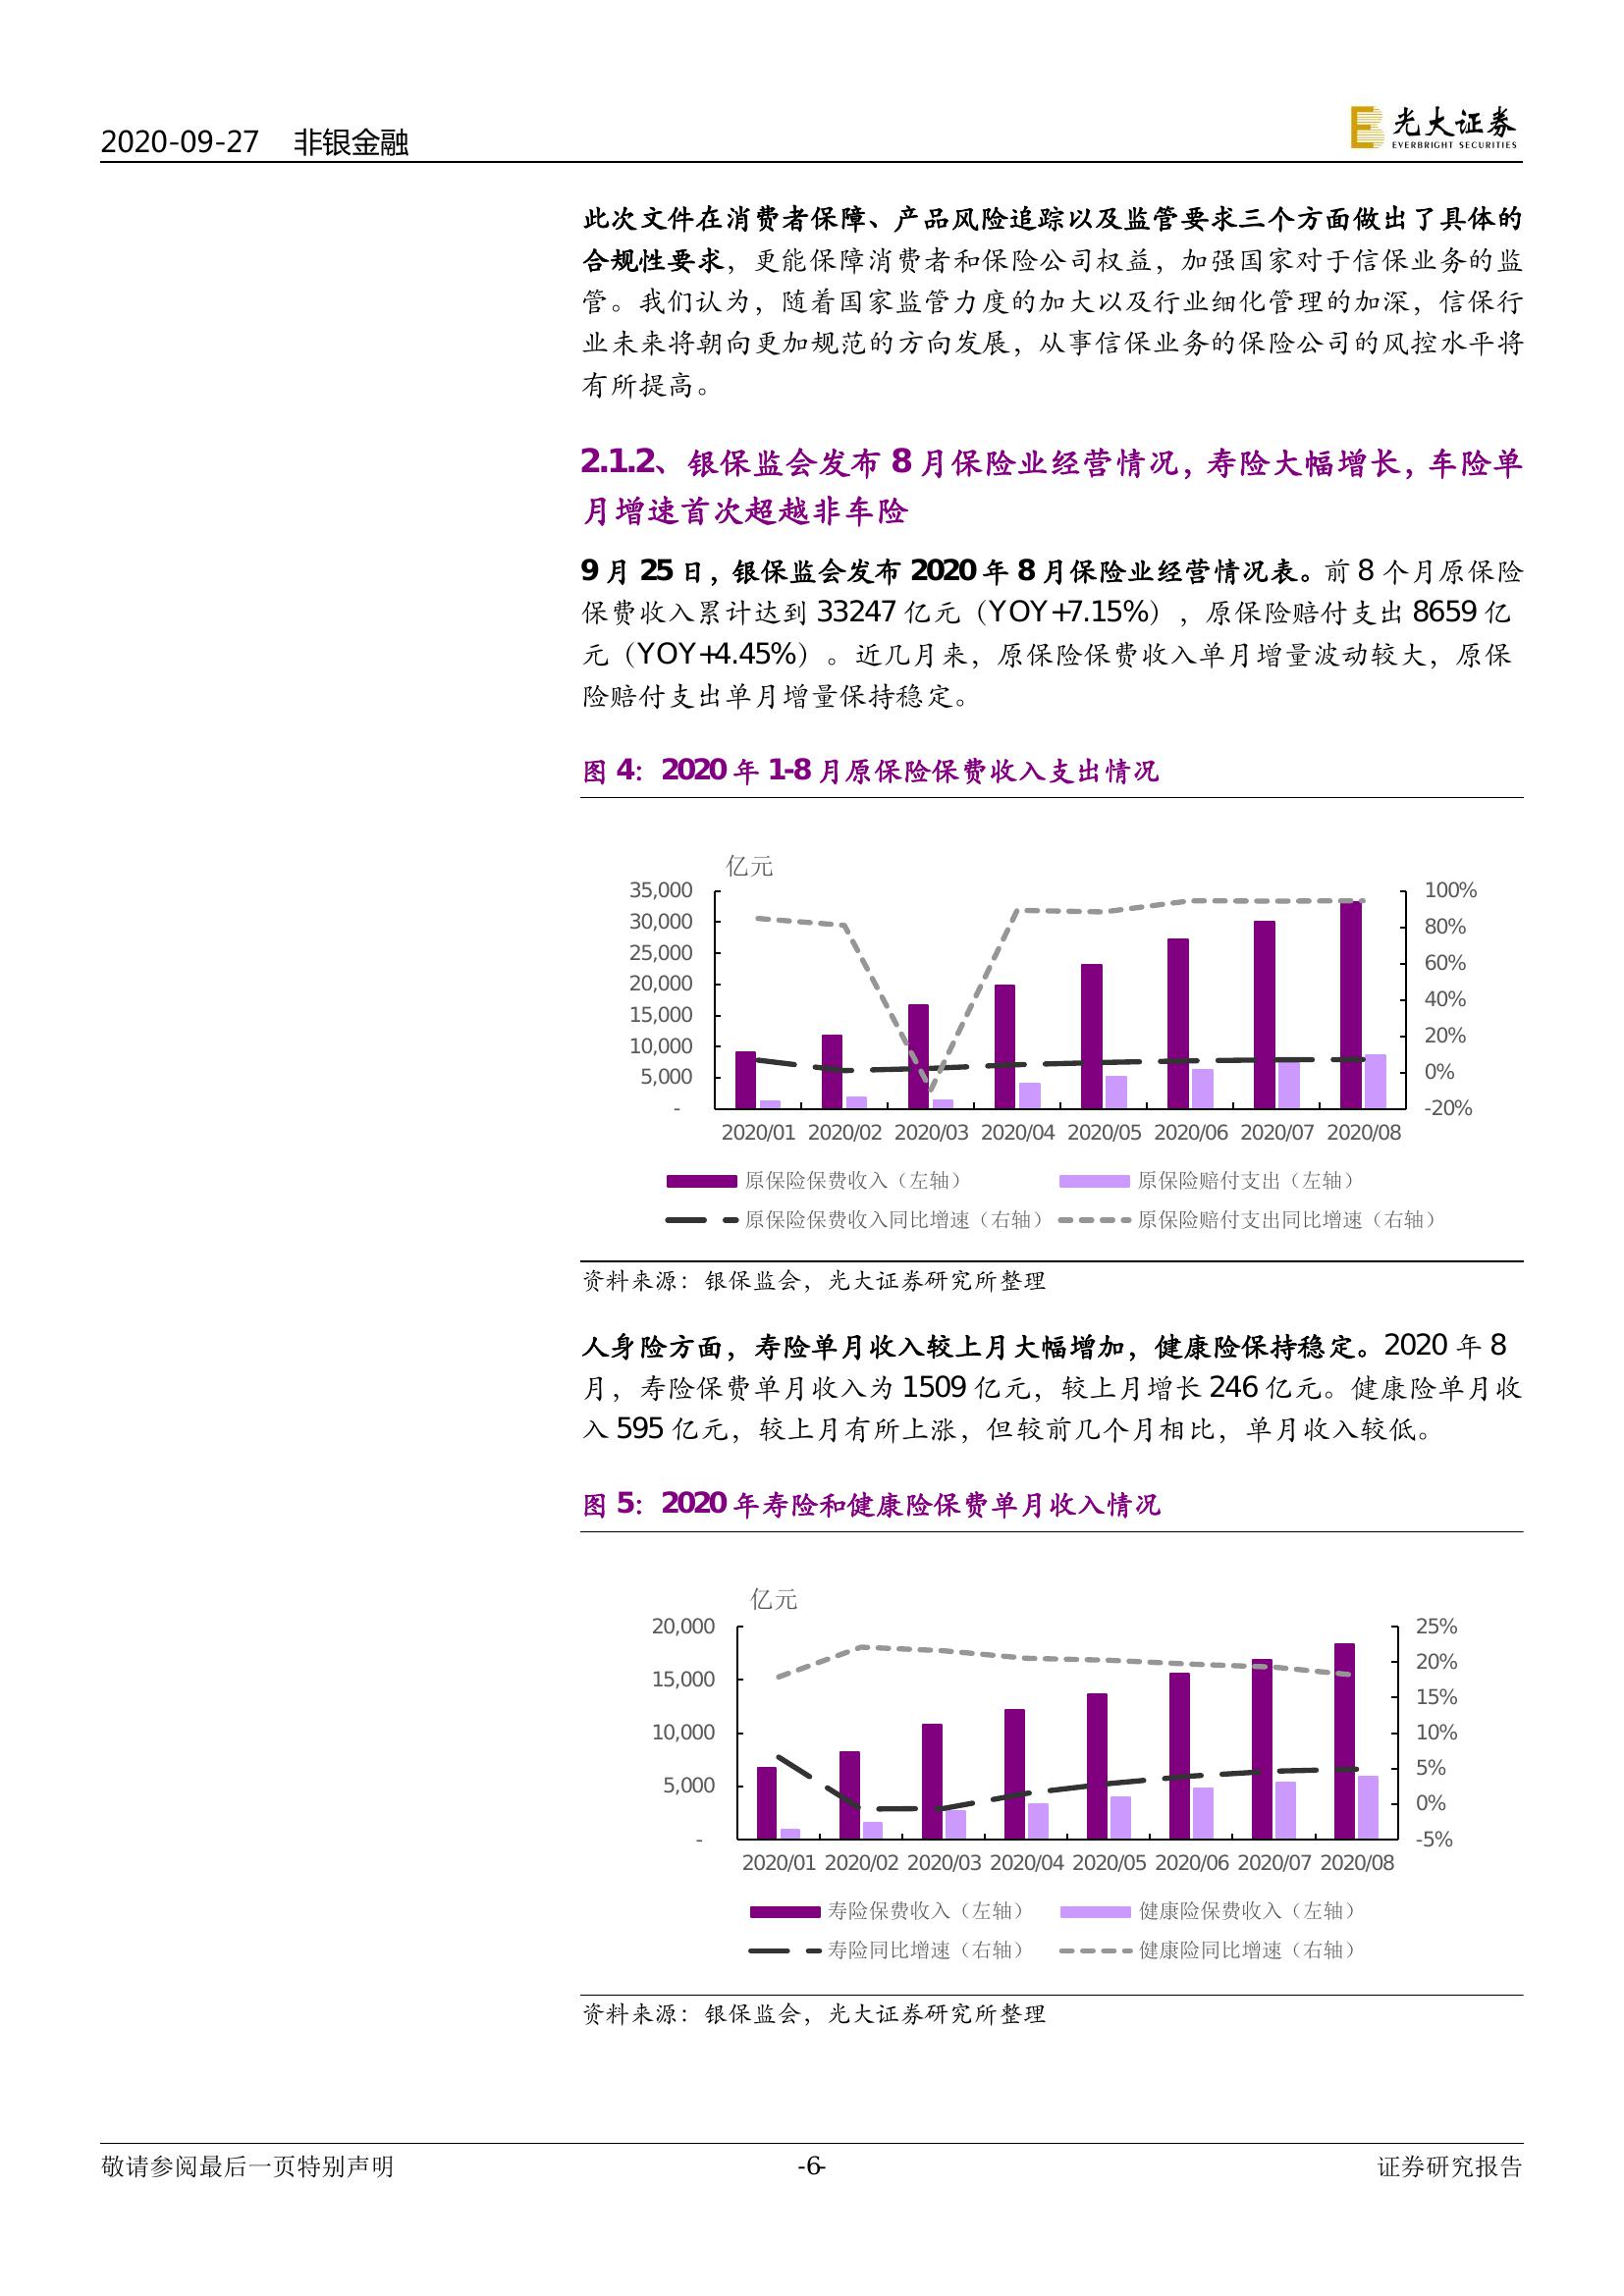 2020-09-27 非银金融
光大证券
EVERBRIGHT SECURITIES
此次文件在消费者保障、产品风险追踪以及监管要求三个方面做出了具体的
合规性要求，更能保障消费者和保险公司权益，加强国家对于信保业务的监
管。我们认为，随着国家监管力度的加大以及行业细化管理的加深，信保行
业未来将朝向更加规范的方向发展，从事信保业务的保险公司的风控水平将
有所提高。
2.1.2、银保监会发布 8 月保险业经营情况，寿险大幅增长，车险单
月增速首次超越非车险
9 月 25 日，银保监会发布 2020 年 8 月保险业经营情况表。前 8 个月原保险
保费收入累计达到 33247 亿元（YOY+7.15%），原保险赔付支出 8659 亿
元（YOY+4.45%）。近几月来，原保险保费收入单月增量波动较大，原保
险赔付支出单月增量保持稳定。
图 4：2020 年 1-8 月原保险保费收入支出情况
亿元
35,000 100%
30,000 80%
25,000 60%
20,000 40%
15,000 20%
10,000 0%
5,000 -20%
-
2020/01 2020/02 2020/03 2020/04 2020/05 2020/06 2020/07 2020/08
原保险保费收入（左轴） 原保险赔付支出（左轴）
原保险保费收入同比增速（右轴） 原保险赔付支出同比增速（右轴）
资料来源：银保监会，光大证券研究所整理
人身险方面，寿险单月收入较上月大幅增加，健康险保持稳定。2020 年 8
月，寿险保费单月收入为 1509 亿元，较上月增长 246 亿元。健康险单月收
入 595 亿元，较上月有所上涨，但较前几个月相比，单月收入较低。
图 5：2020 年寿险和健康险保费单月收入情况
亿元
20,000 25%
15,000 20%
10,000 15%
5,000 10%
- 5%
0%
-5%
2020/01 2020/02 2020/03 2020/04 2020/05 2020/06 2020/07 2020/08
寿险保费收入（左轴） 健康险保费收入（左轴）
寿险同比增速（右轴） 健康险同比增速（右轴）
资料来源：银保监会，光大证券研究所整理
敬请参阅最后一页特别声明 -6- 证券研究报告